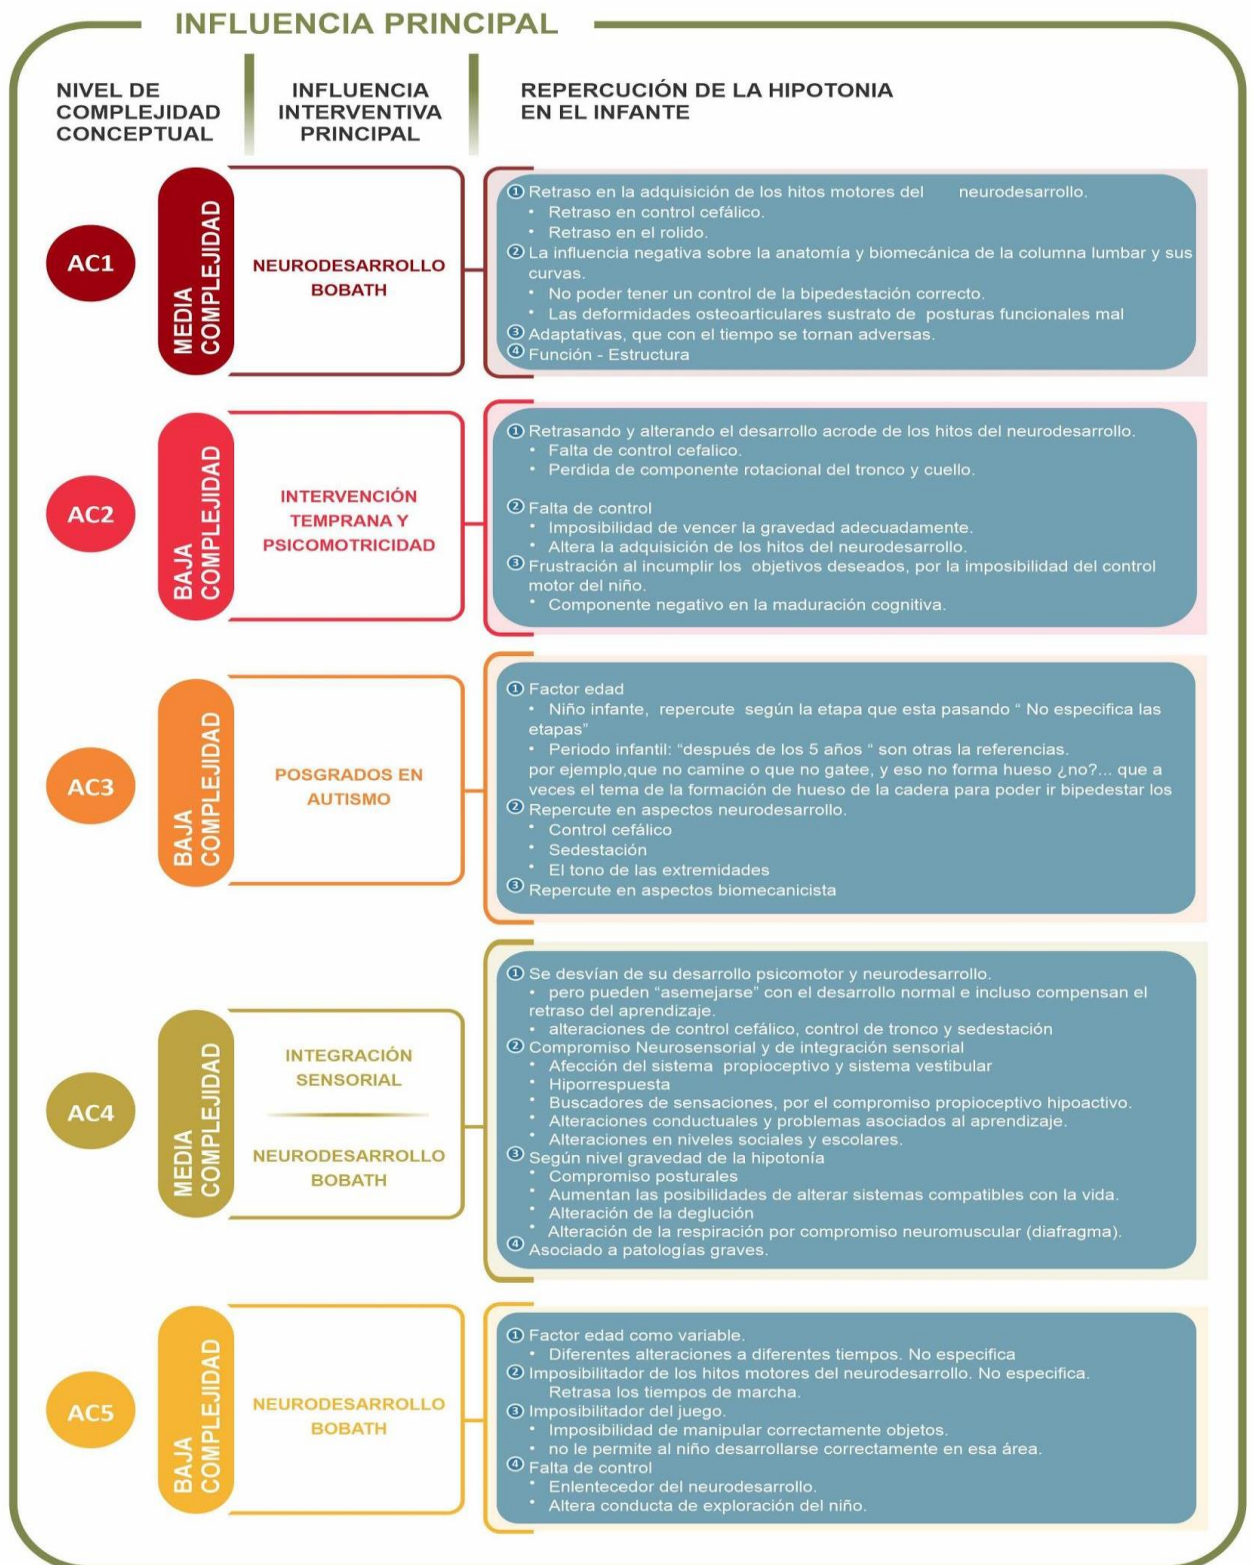 INFLUENCIA PRINCIPAL
NIVEL DE
COMPLEJIDAD
CONCEPTUAL
INFLUENCIA
INTERVENTIVA
PRINCIPAL
REPERCUCIÓN DE LA HIPOTONIA
EN EL INFANTE
AC1
MEDIA
COMPLEJIDAD
NEURODESARROLLO
BOBATH
1 Retraso en la adquisición de los hitos motores del neurodesarrollo.
• Retraso en control cefálico.
• Retraso en el rolido.
2 La influencia negativa sobre la anatomía y biomecánica de la columna lumbar y sus
curvas.
• No poder tener un control de la bipedestación correcto.
• Las deformidades osteoarticulares sustrato de posturas funcionales mal
3 Adaptativas, que con el tiempo se tornan adversas.
4 Función - Estructura
AC2
BAJA
COMPLEJIDAD
INTERVENCIÓN
TEMPRANA Y
PSICOMOTRICIDAD
1 Retrasando y alterando el desarrollo acrode de los hitos del neurodesarrollo.
• Falta de control cefalico.
• Perdida de componente rotacional del tronco y cuello.
2 Falta de control
• Imposibilidad de vencer la gravedad adecuadamente.
• Altera la adquisición de los hitos del neurodesarrollo.
3 Frustración al incumplir los objetivos deseados, por la imposibilidad del control
motor del niño.
• Componente negativo en la maduración cognitiva.
AC3
BAJA
COMPLEJIDAD
POSGRADOS EN
AUTISMO
1 Factor edad
• Niño infante, repercute según la etapa que esta pasando “ No especifica las
etapas”
• Periodo infantil: “después de los 5 años “ son otras la referencias.
por ejemplo,que no camine o que no gatee, y eso no forma hueso ¿no?... que a
veces el tema de la formación de hueso de la cadera para poder ir bipedestar los
2 Repercute en aspectos neurodesarrollo.
• Control cefálico
• Sedestación
• El tono de las extremidades
3 Repercute en aspectos biomecanicista
AC4
MEDIA
COMPLEJIDAD
INTEGRACIÓN
SENSORIAL
NEURODESARROLLO
BOBATH
1 Se desvían de su desarrollo psicomotor y neurodesarrollo.
• pero pueden “asemejarse” con el desarrollo normal e incluso compensan el
retraso del aprendizaje.
• alteraciones de control cefálico, control de tronco y sedestación
2 Compromiso Neurosensorial y de integración sensorial
• Afección del sistema propioceptivo y sistema vestibular
• Hiporrespuesta
• Buscadores de sensaciones, por el compromiso propioceptivo hipoactivo.
• Alteraciones conductuales y problemas asociados al aprendizaje.
• Alteraciones en niveles sociales y escolares.
3 Según nivel gravedad de la hipotonía
• Compromiso posturales
• Aumentan las posibilidades de alterar sistemas compatibles con la vida.
• Alteración de la deglución
• Alteración de la respiración por compromiso neuromuscular (diafragma).
4 Asociado a patologías graves.
AC5
BAJA
COMPLEJIDAD
NEURODESARROLLO
BOBATH
1 Factor edad como variable.
• Diferentes alteraciones a diferentes tiempos. No especifica
2 Imposibilitador de los hitos motores del neurodesarrollo. No especifica.
Retrasa los tiempos de marcha.
3 Imposibilitador del juego.
• Imposibilidad de manipular correctamente objetos.
• no le permite al niño desarrollarse correctamente en esa área.
4 Falta de control
• Enlentecedor del neurodesarrollo.
• Altera conducta de exploración del niño.